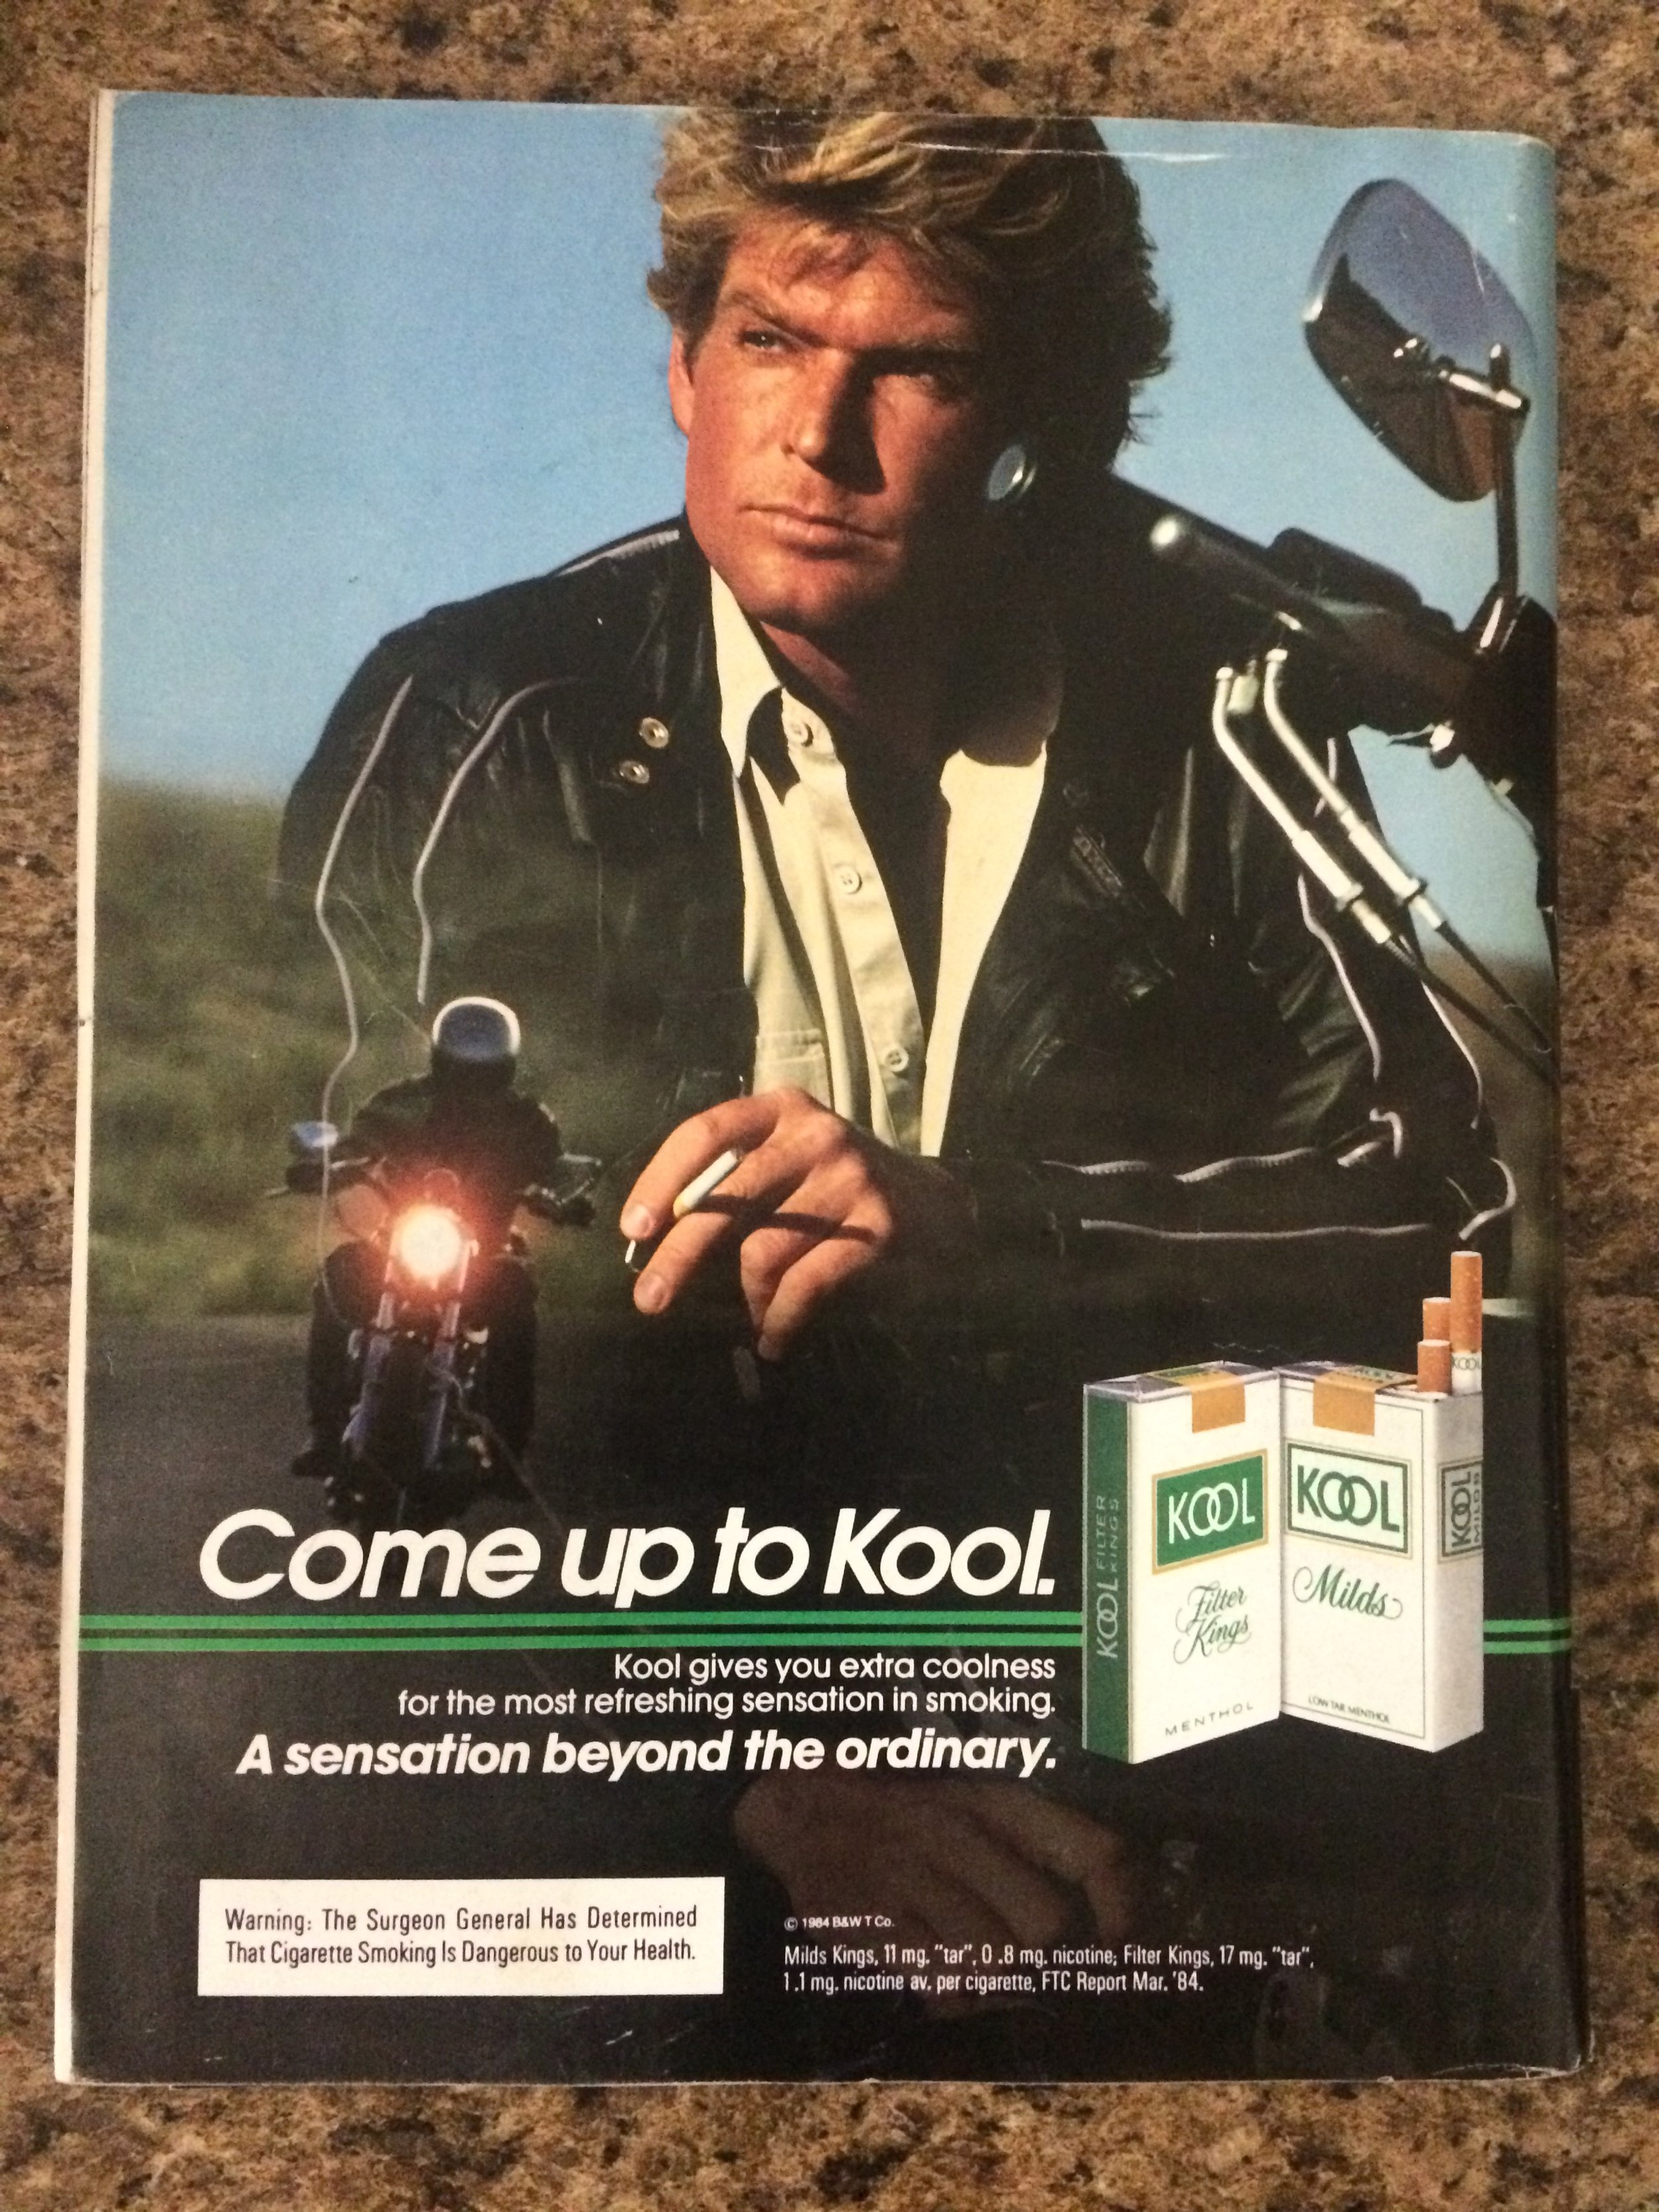 Come up to Kool.
Kool gives you extra coolness
for the most refreshing sensation in smoking.
A sensation beyond the ordinary.
KOOL FILTER KINGS
KOOL
Filter
Kings
MENTHOL
KOOL
Milds
LOW TAR MENTHOL
KOOL MILDS
KOOL
Warning: The Surgeon General Has Determined
That Cigarette Smoking Is Dangerous to Your Health.
© 1984 B&W T Co.
Milds Kings, 11 mg. "tar", 0 .8 mg. nicotine; Filter Kings, 17 mg. "tar",
1 .1 mg. nicotine av. per cigarette, FTC Report Mar. '84.